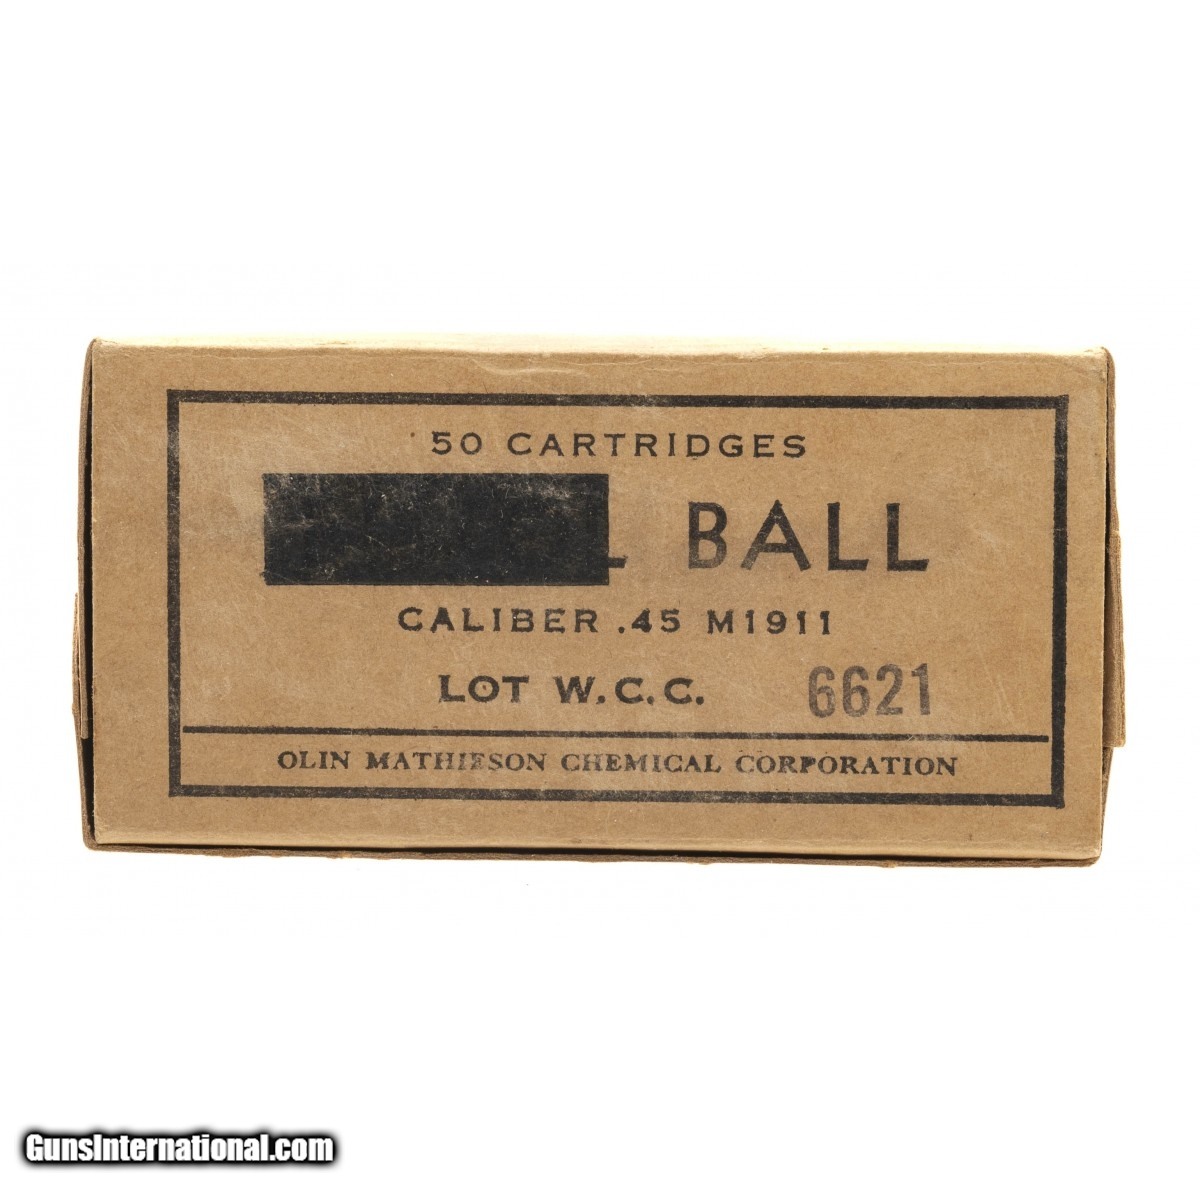 50 CARTRIDGES
BALL
CALIBER .45 M1911
LOT W.C.C. 6621
OLIN MATHIESON CHEMICAL CORPORATION
GunsInternational.com